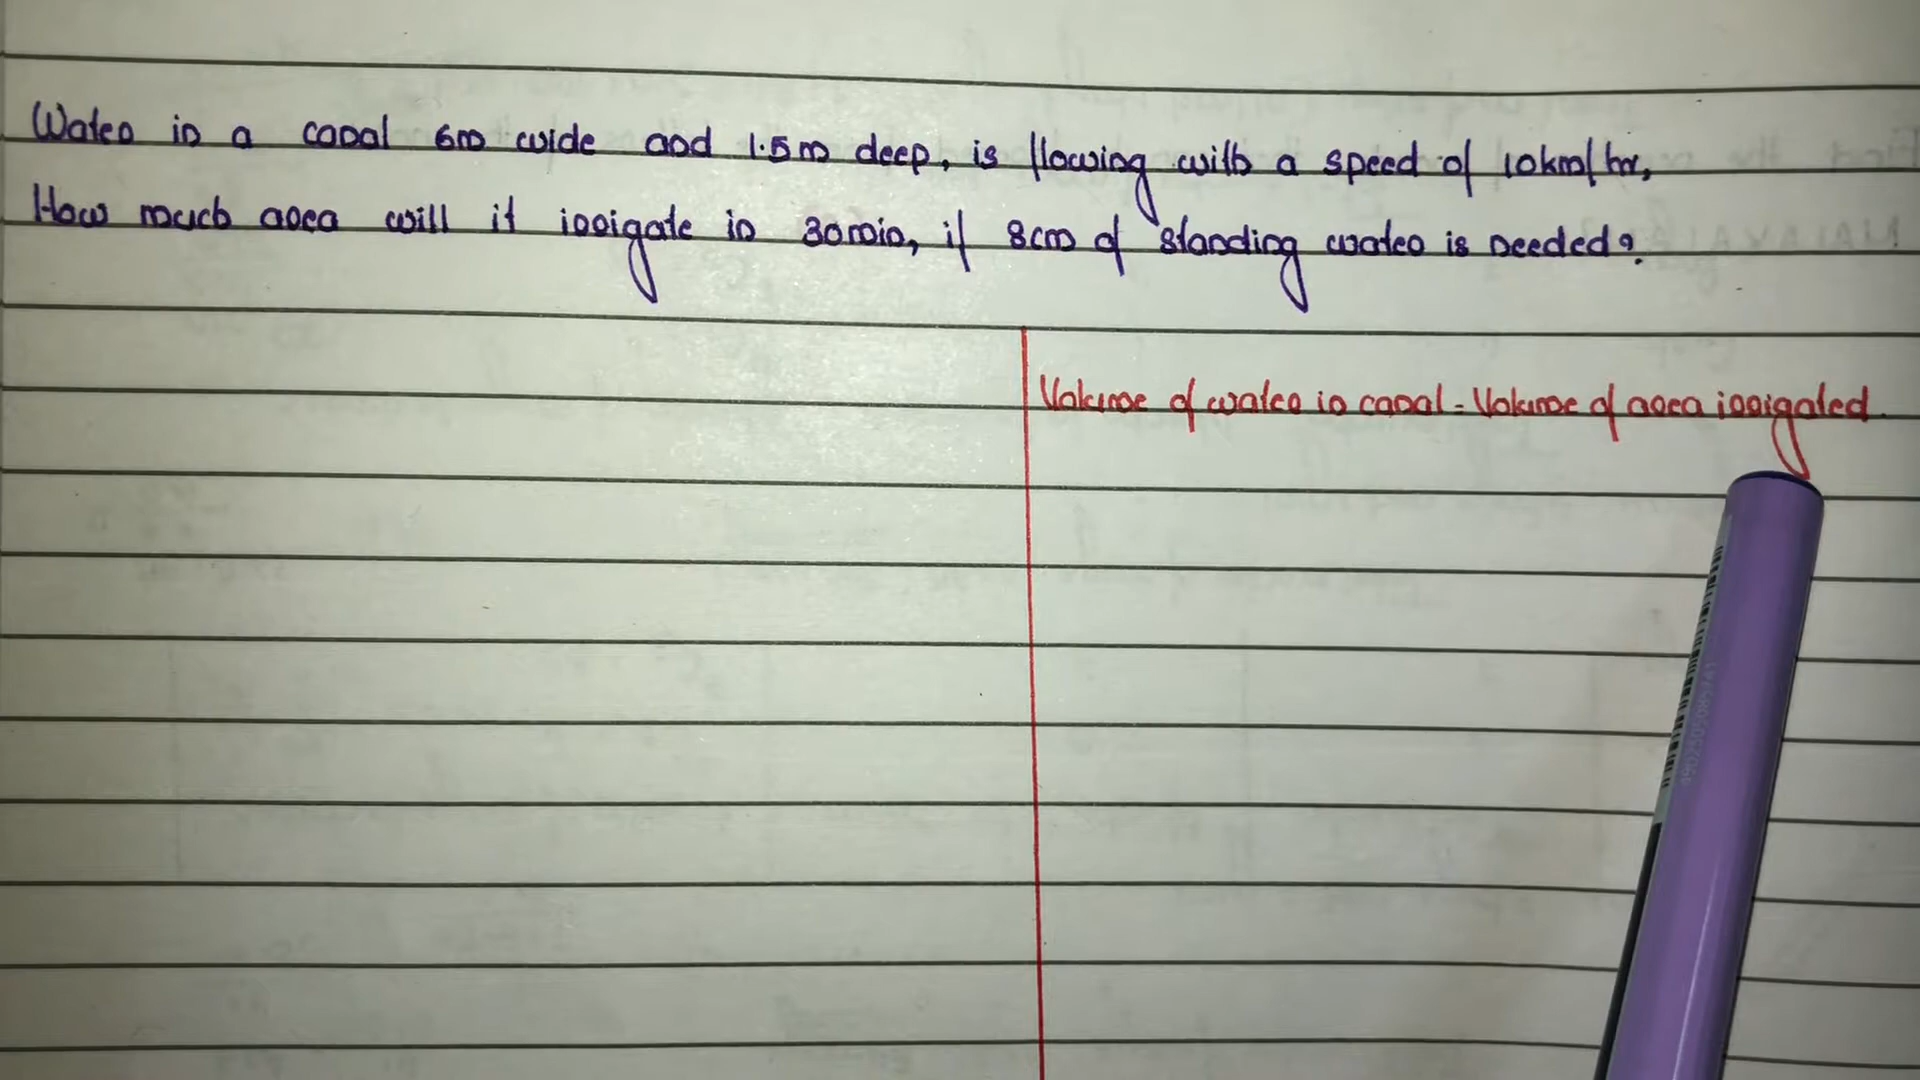 Water in a canal 6m wide and 1.5m deep, is flowing with a speed of 10km/hr,
How much area will it irrigate in 30min, if 8cm of standing water is needed?
Volume of water in canal = Volume of area irrigated